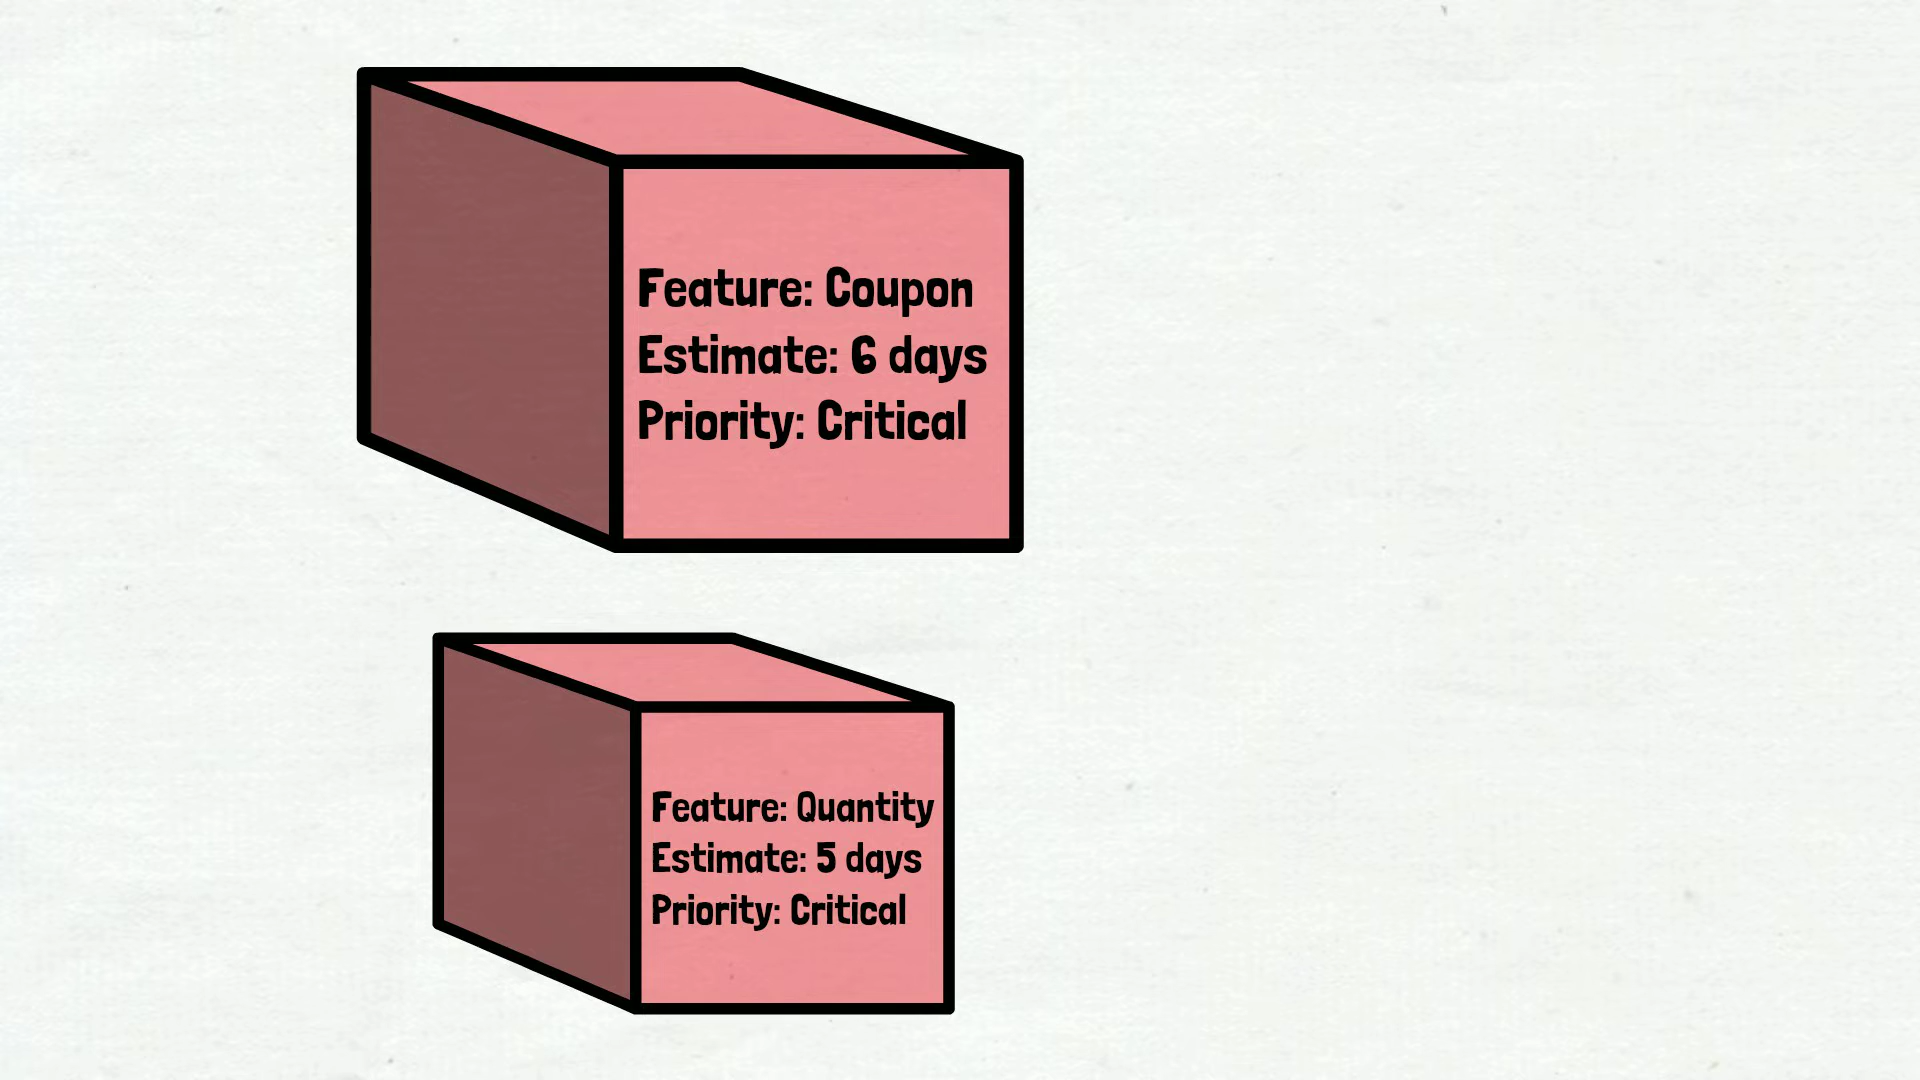 Feature: Coupon
Estimate: 6 days
Priority: Critical
Feature: Quantity
Estimate: 5 days
Priority: Critical